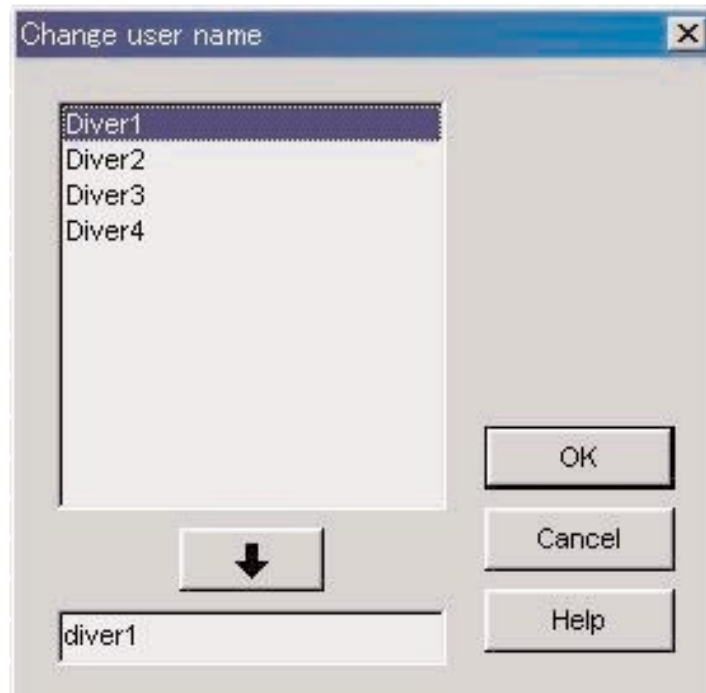 Change user name
Diver1
Diver2
Diver3
Diver4
OK
Cancel
diver1
Help